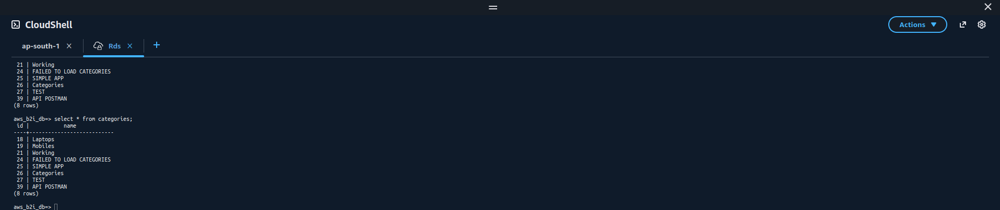 CloudShell
Actions
ap-south-1
Rds
21 | Working
24 | FAILED TO LOAD CATEGORIES
25 | SIMPLE APP
26 | Categories
27 | TEST
39 | API POSTMAN
(8 rows)
aws_b2i_db=> select * from categories;
id | name
----+---------------------------
18 | Laptops
19 | Mobiles
21 | Working
24 | FAILED TO LOAD CATEGORIES
25 | SIMPLE APP
26 | Categories
27 | TEST
39 | API POSTMAN
(8 rows)
aws_b2i_db=>